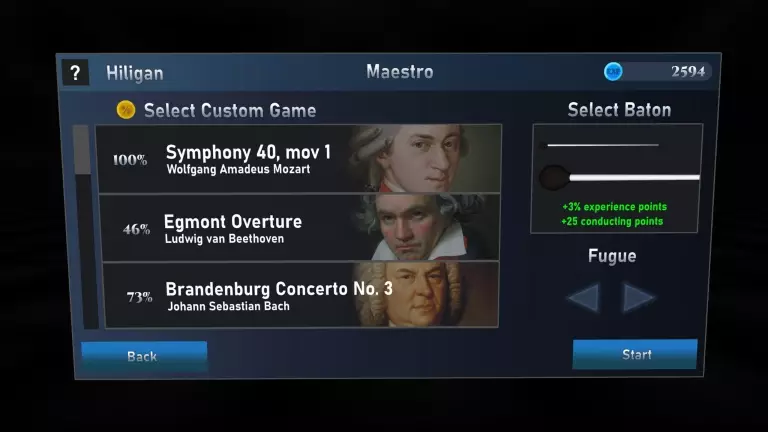 ?
Hiligan
Maestro
2594
Select Custom Game
Select Baton
100%
Symphony 40, mov 1
Wolfgang Amadeus Mozart
46%
Egmont Overture
Ludwig van Beethoven
73%
Brandenburg Concerto No. 3
Johann Sebastian Bach
+3% experience points
+25 conducting points
Fugue
Back
Start